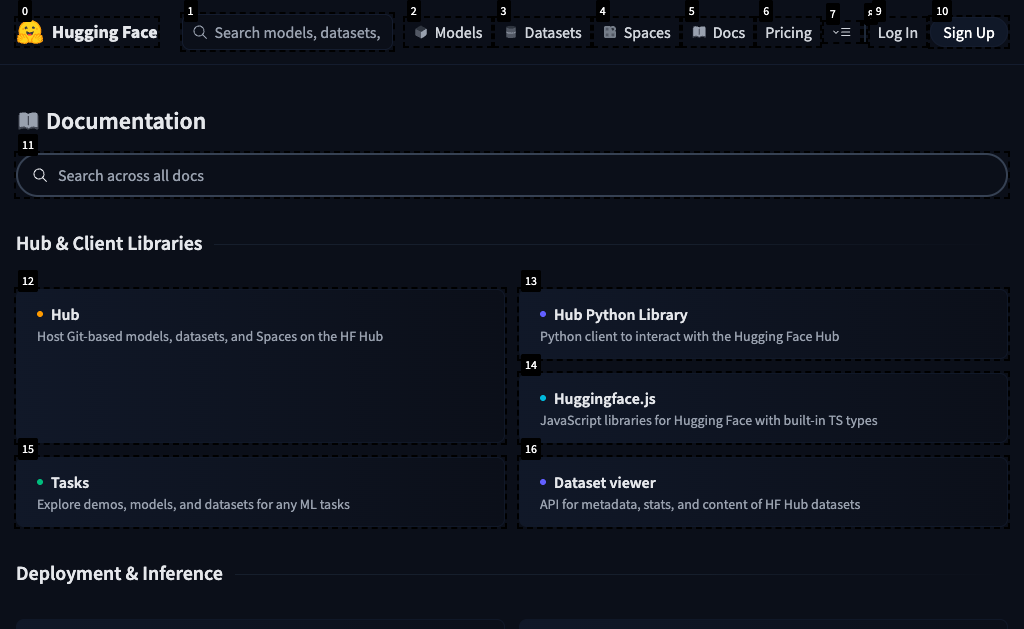 0 1 2 3 4 5 6 7 9 10
Hugging Face Search models, datasets, Models Datasets Spaces Docs Pricing Log In Sign Up
Documentation
11
Search across all docs
Hub & Client Libraries
12
Hub
Host Git-based models, datasets, and Spaces on the HF Hub
13
Hub Python Library
Python client to interact with the Hugging Face Hub
14
Huggingface.js
JavaScript libraries for Hugging Face with built-in TS types
15
Tasks
Explore demos, models, and datasets for any ML tasks
16
Dataset viewer
API for metadata, stats, and content of HF Hub datasets
Deployment & Inference